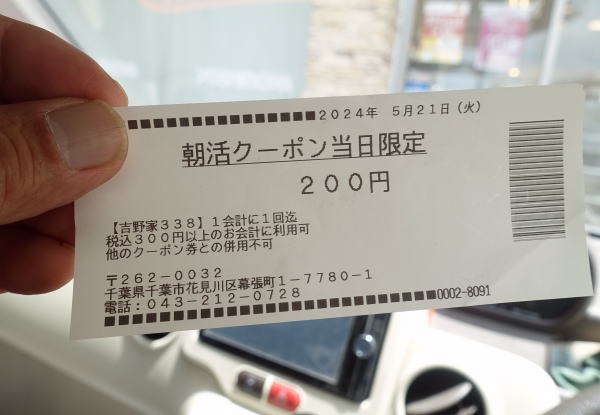 2024年 5月21日(火)
朝活クーポン当日限定
200円
【吉野家338】1会計に1回迄
税込300円以上のお会計に利用可
他のクーポン券との併用不可
〒262-0032
千葉県千葉市花見川区幕張町1-7780-1
電話:043-212-0728
0002-8091